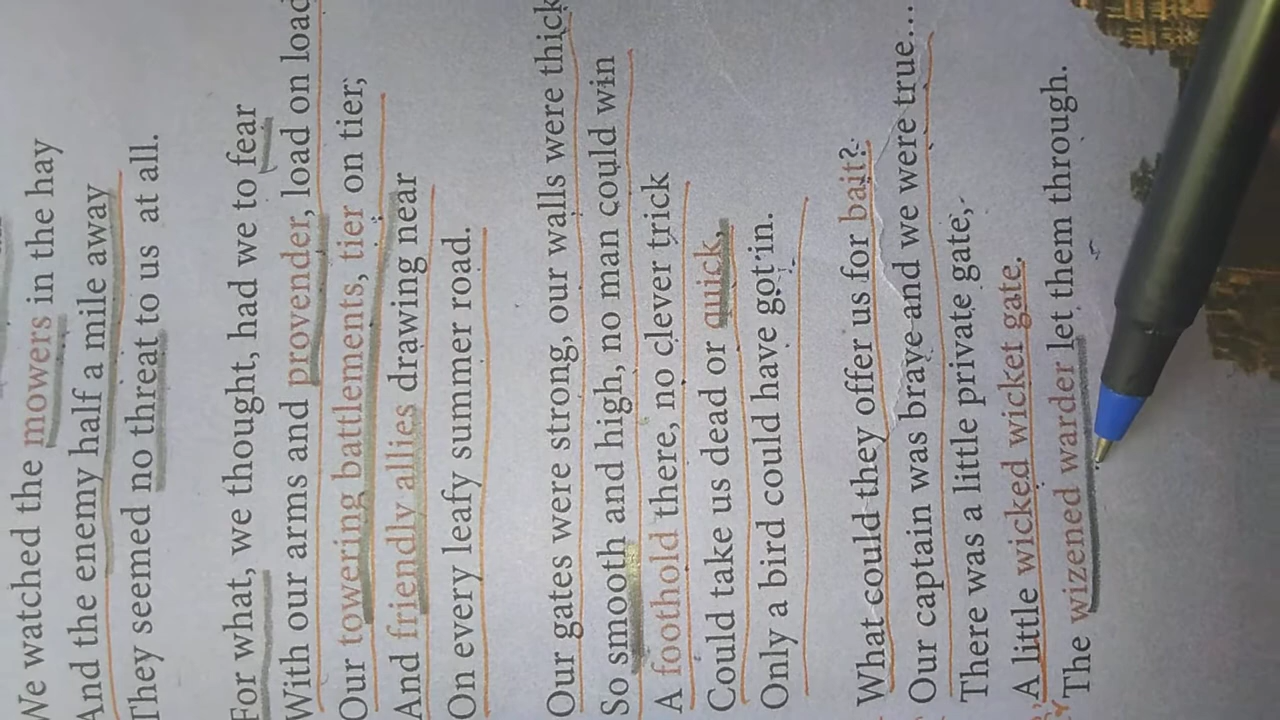 We watched the mowers in the hay
And the enemy half a mile away
They seemed no threat to us at all.
For what, we thought, had we to fear
With our arms and provender, load on load
Our towering battlements, tier on tier,
And friendly allies drawing near
On every leafy summer road.
Our gates were strong, our walls were thick
So smooth and high, no man could win
A foothold there, no clever trick
Could take us dead or quick,
Only a bird could have got in.
What could they offer us for bait?
Our captain was brave and we were true...
There was a little private gate,
A little wicked wicket gate.
The wizened warder let them through.